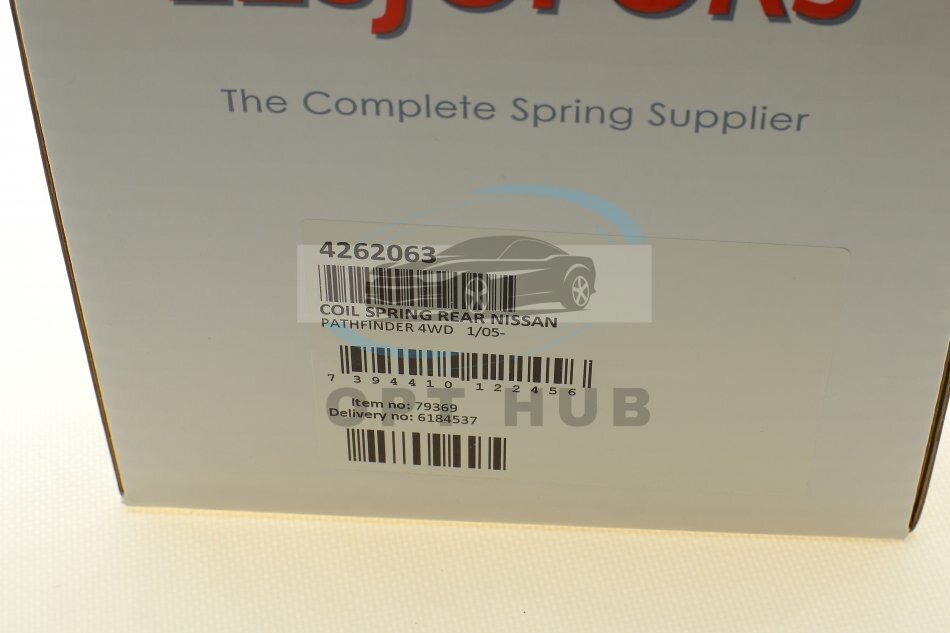 LESJÖFORS
The Complete Spring Supplier
4262063
COIL SPRING REAR NISSAN
PATHFINDER 4WD 1/05-
7 394410 122456
Item no: 79369
Delivery no: 6184537
OPT HUB